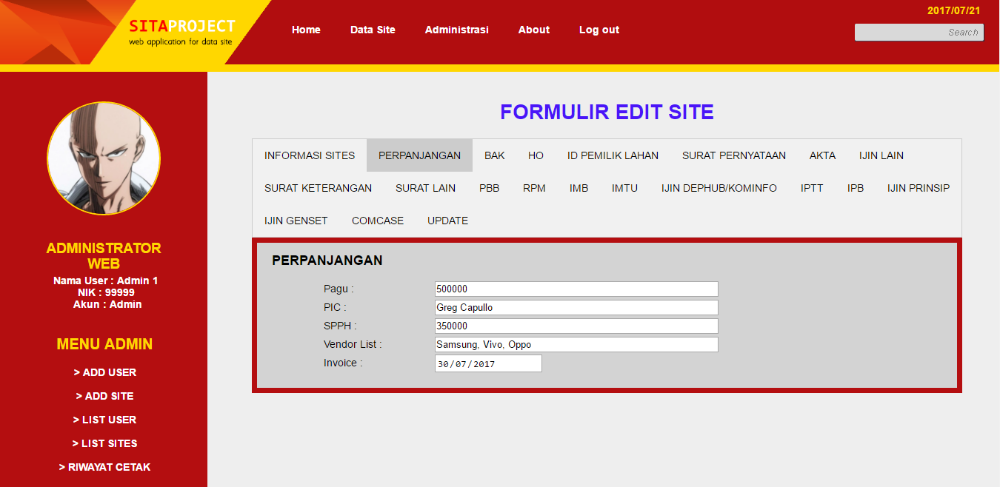 SITAPROJECT
web application for data site
Home Data Site Administrasi About Log out
2017/07/21
Search
ADMINISTRATOR
WEB
Nama User : Admin 1
NIK : 99999
Akun : Admin
MENU ADMIN
> ADD USER
> ADD SITE
> LIST USER
> LIST SITES
> RIWAYAT CETAK
FORMULIR EDIT SITE
INFORMASI SITES PERPANJANGAN BAK HO ID PEMILIK LAHAN SURAT PERNYATAAN AKTA IJIN LAIN
SURAT KETERANGAN SURAT LAIN PBB RPM IMB IMTU IJIN DEPHUB/KOMINFO IPTT IPB IJIN PRINSIP
IJIN GENSET COMCASE UPDATE
PERPANJANGAN
Pagu : 500000
PIC : Greg Capullo
SPPH : 350000
Vendor List : Samsung, Vivo, Oppo
Invoice : 30/07/2017